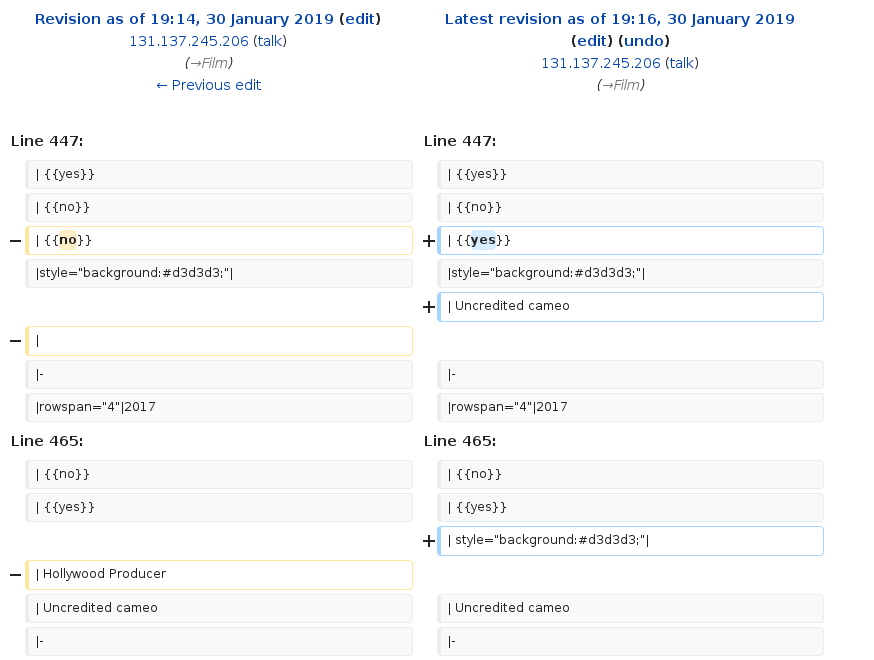 Revision as of 19:14, 30 January 2019 (edit)
131.137.245.206 (talk)
(→Film)
← Previous edit
Latest revision as of 19:16, 30 January 2019
(edit) (undo)
131.137.245.206 (talk)
(→Film)
Line 447: Line 447:
| {{yes}} | {{yes}}
| {{no}} | {{no}}
− | {{no}} + | {{yes}}
|style="background:#d3d3d3;"| |style="background:#d3d3d3;"|
+ | Uncredited cameo
− |
|- |-
|rowspan="4"|2017 |rowspan="4"|2017
Line 465: Line 465:
| {{no}} | {{no}}
| {{yes}} | {{yes}}
+ | style="background:#d3d3d3;"|
− | Hollywood Producer
| Uncredited cameo | Uncredited cameo
|- |-